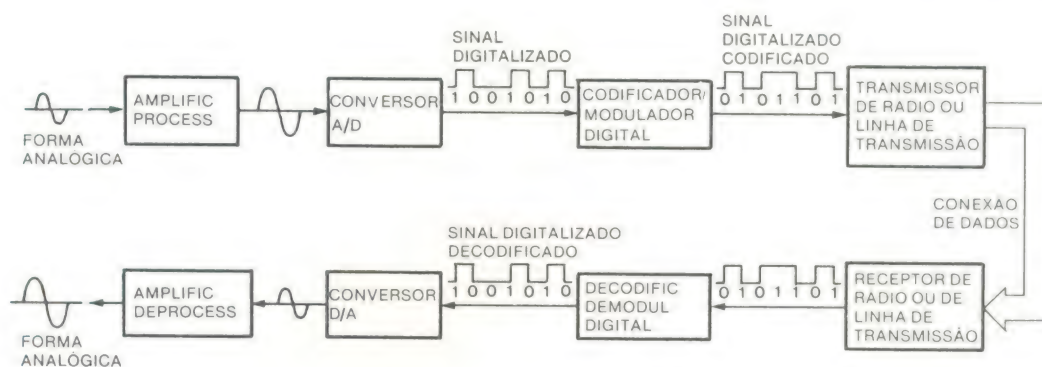 FORMA
ANALÓGICA
AMPLIFIC
PROCESS
CONVERSOR
A/D
SINAL
DIGITALIZADO
1 0 0 1 0 1 0
CODIFICADOR/
MODULADOR
DIGITAL
SINAL
DIGITALIZADO
CODIFICADO
0 1 0 1 1 0 1
TRANSMISSOR
DE RADIO OU
LINHA DE
TRANSMISSÃO
CONEXÃO
DE DADOS
RECEPTOR DE
RÁDIO OU DE
LINHA DE
TRANSMISSÃO
0 1 0 1 1 0 1
DECODIFIC
DEMODUL
DIGITAL
SINAL DIGITALIZADO
DECODIFICADO
1 0 0 1 0 1 0
CONVERSOR
D/A
AMPLIFIC
DEPROCESS
FORMA
ANALÓGICA